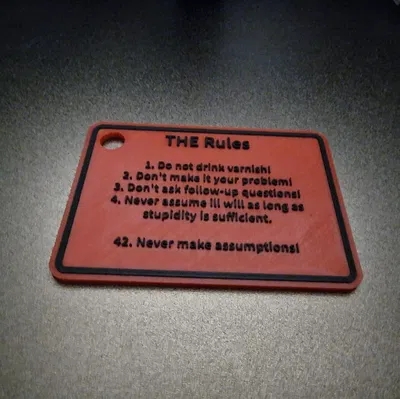 THE Rules
1. Do not drink varnish!
2. Don't make it your problem!
3. Don't ask follow-up questions!
4. Never assume ill will as long as
stupidity is sufficient.
42. Never make assumptions!